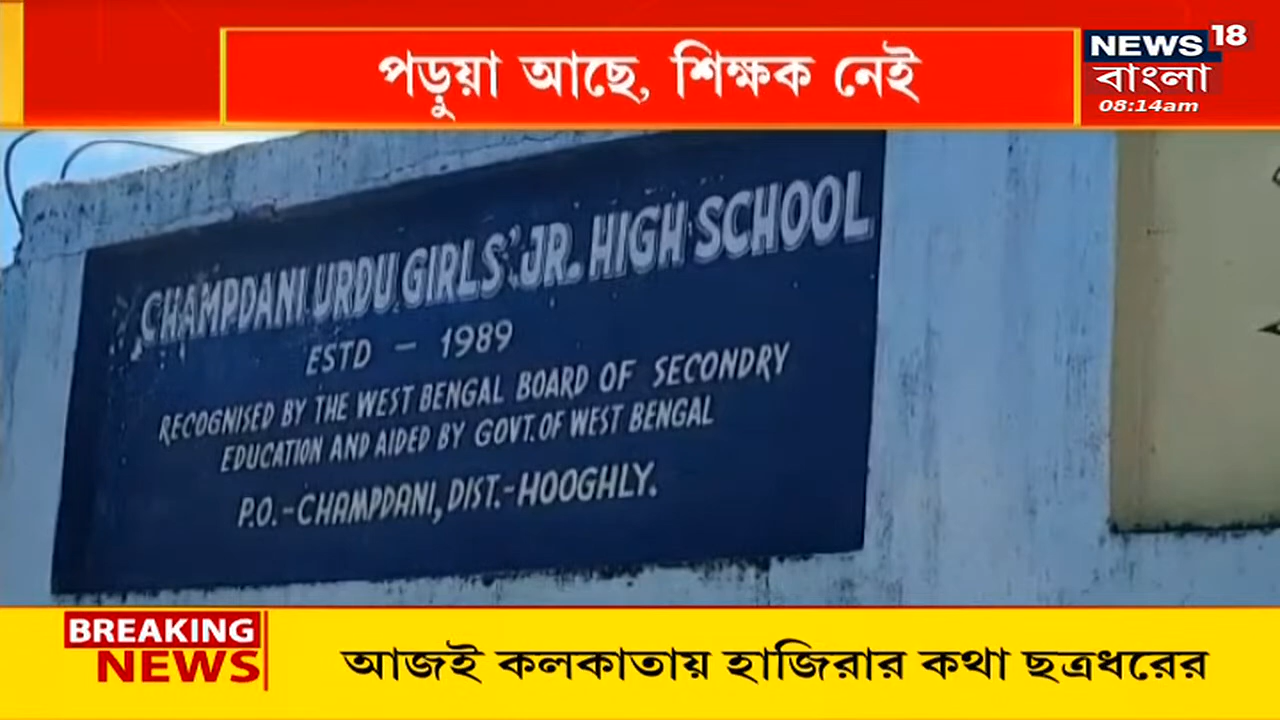 পড়ুয়া আছে, শিক্ষক নেই
NEWS 18
বাংলা
08:14am
CHAMPDANI URDU GIRLS' JR. HIGH SCHOOL
ESTD - 1989
RECOGNISED BY THE WEST BENGAL BOARD OF SECONDRY
EDUCATION AND AIDED BY GOVT. OF WEST BENGAL
P.O.-CHAMPDANI, DIST.-HOOGHLY.
BREAKING
NEWS
আজই কলকাতায় হাজিরার কথা ছত্রধরের